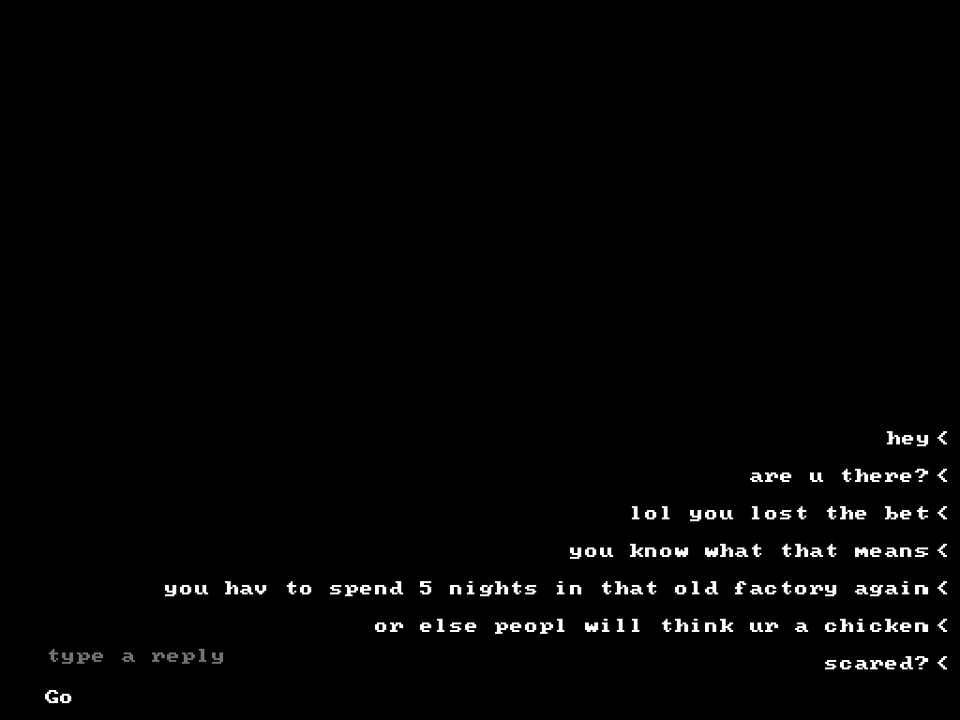 hey <
are u there? <
lol you lost the bet <
you know what that means <
you hav to spend 5 nights in that old factory again <
or else peopl will think ur a chicken <
type a reply
scared? <
Go